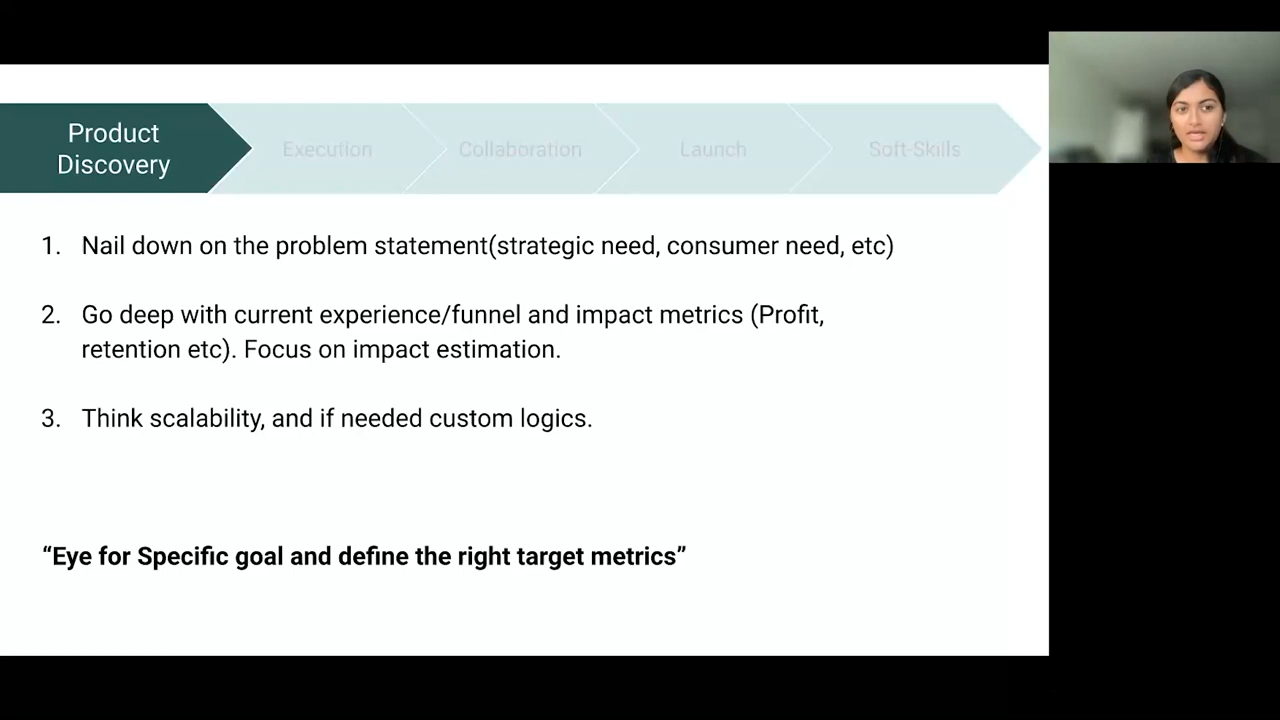 Product
Discovery
Execution
Collaboration
Launch
Soft-Skills
1. Nail down on the problem statement(strategic need, consumer need, etc)
2. Go deep with current experience/funnel and impact metrics (Profit,
retention etc). Focus on impact estimation.
3. Think scalability, and if needed custom logics.
“Eye for Specific goal and define the right target metrics”